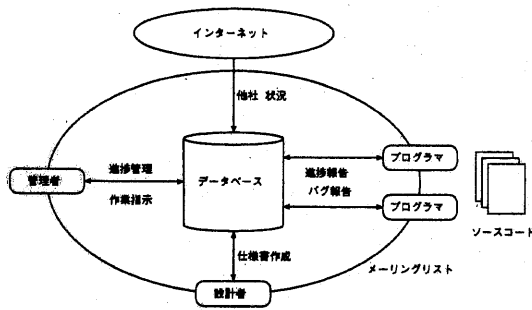 インターネット
他社 状況
プログラマ
進捗管理
管理者
データベース
進捗報告
作業指示
バグ報告
プログラマ
ソースコード
仕様書作成
メーリングリスト
設計者